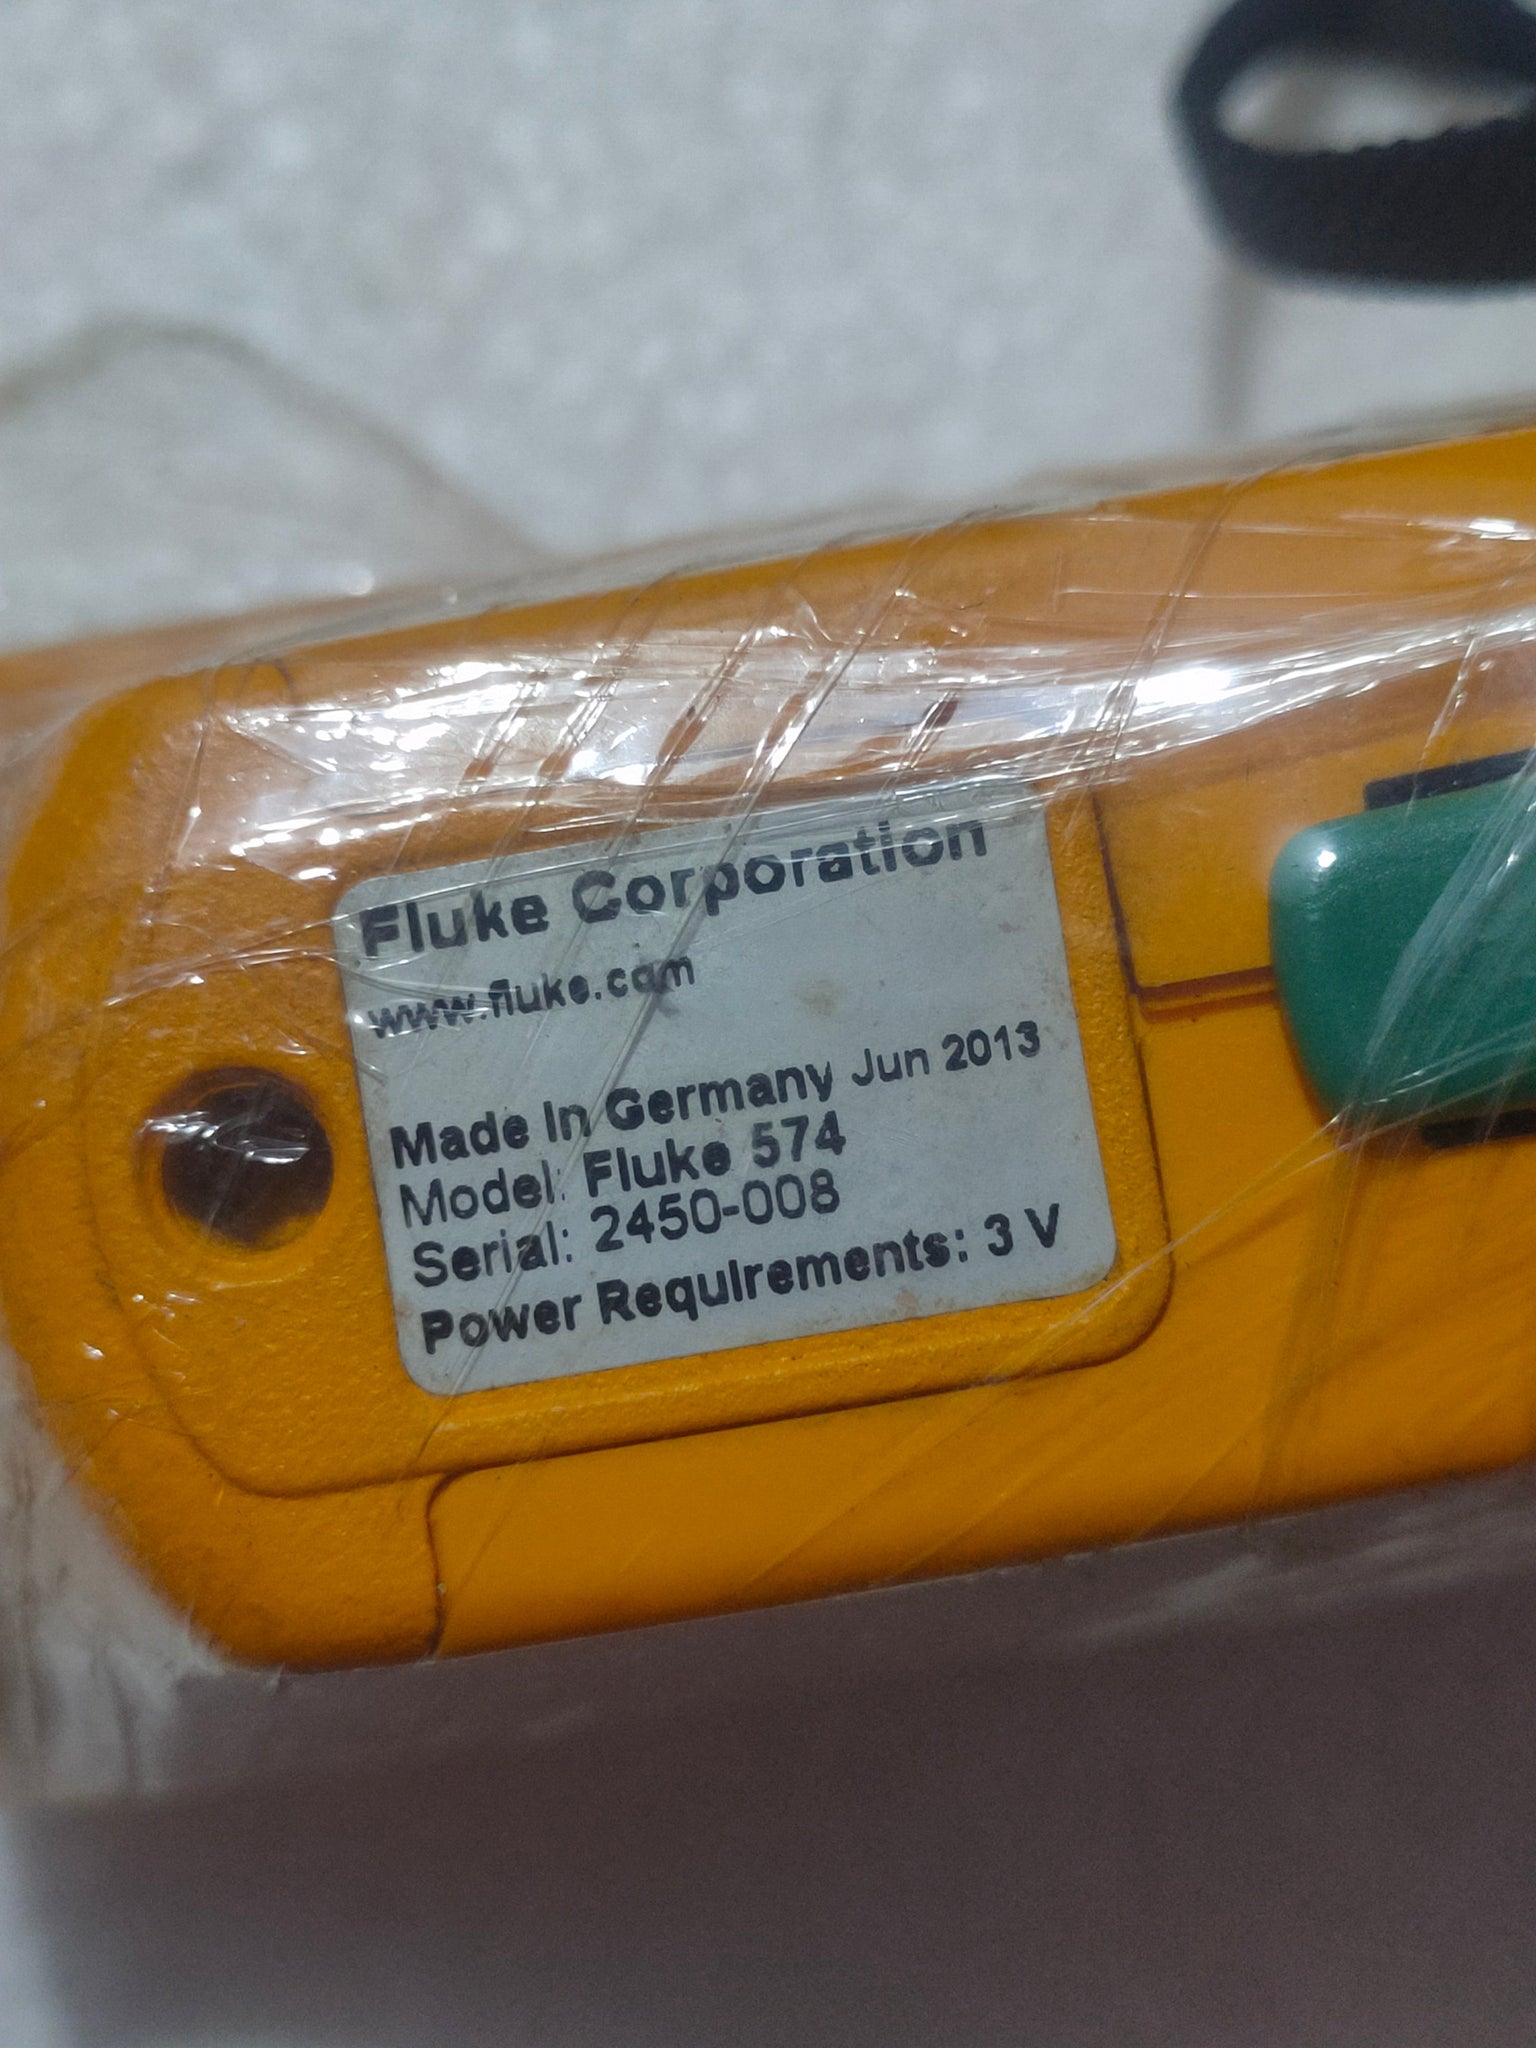 Fluke Corporation
www.fluke.com
Made In Germany Jun 2013
Model: Fluke 574
Serial: 2450-008
Power Requirements: 3 V